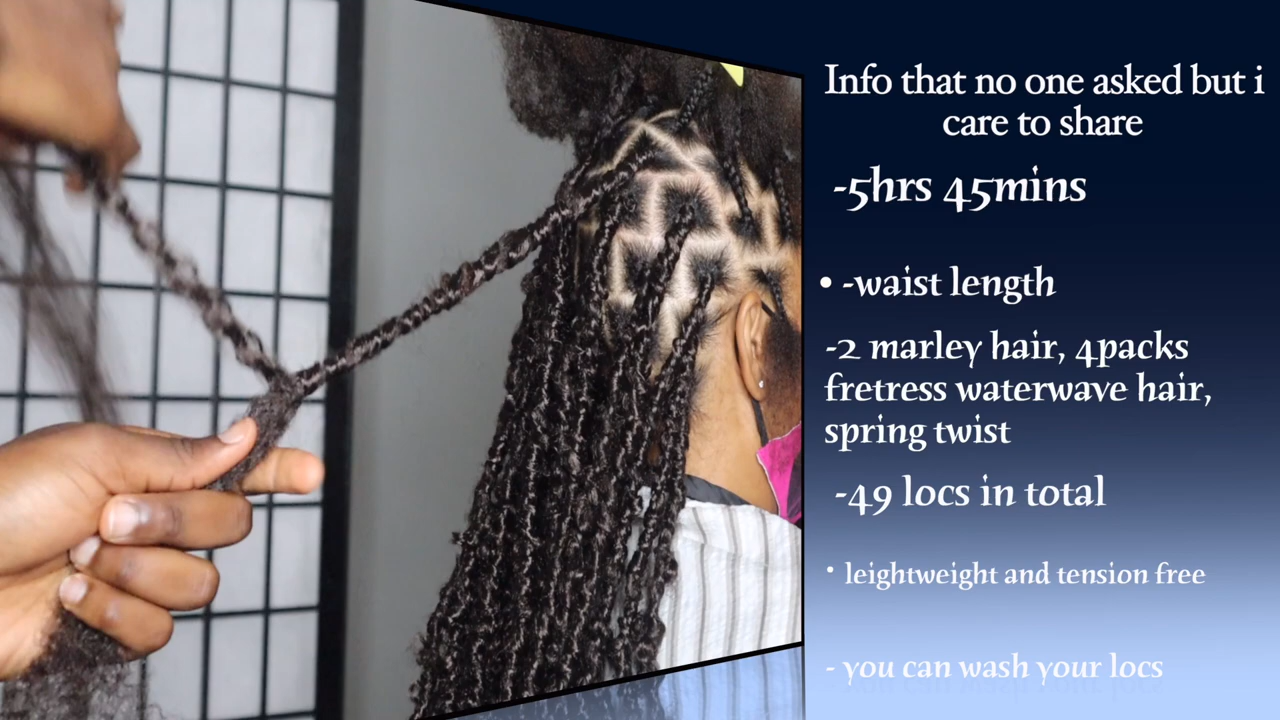 Info that no one asked but i
care to share
-5hrs 45mins
• -waist length
-2 marley hair, 4packs
fretress waterwave hair,
spring twist
-49 locs in total
• leightweight and tension free
- you can wash your locs